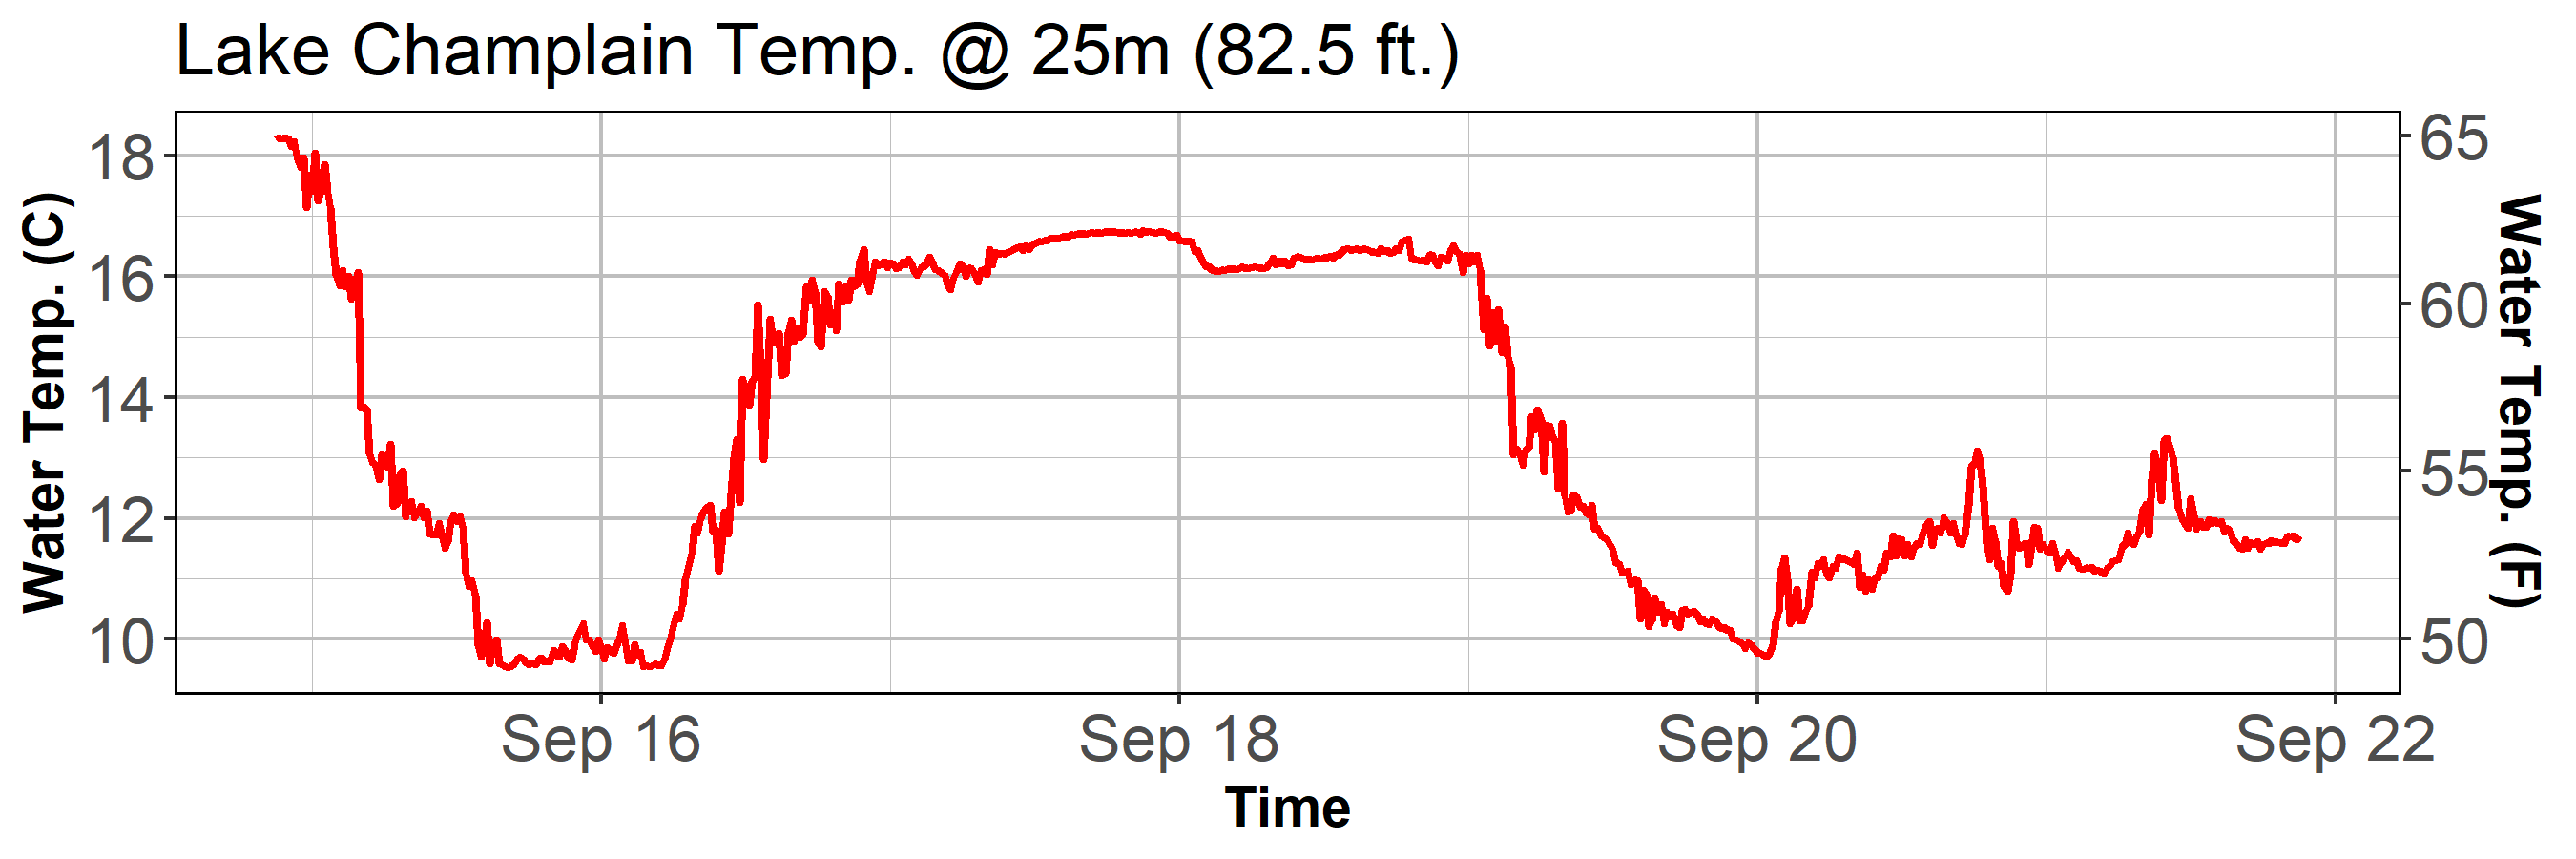 Lake Champlain Temp. @ 25m (82.5 ft.)
Water Temp. (C)
18
16
14
12
10
65
60
55
50
Water Temp. (F)
Sep 16 Sep 18 Sep 20 Sep 22
Time